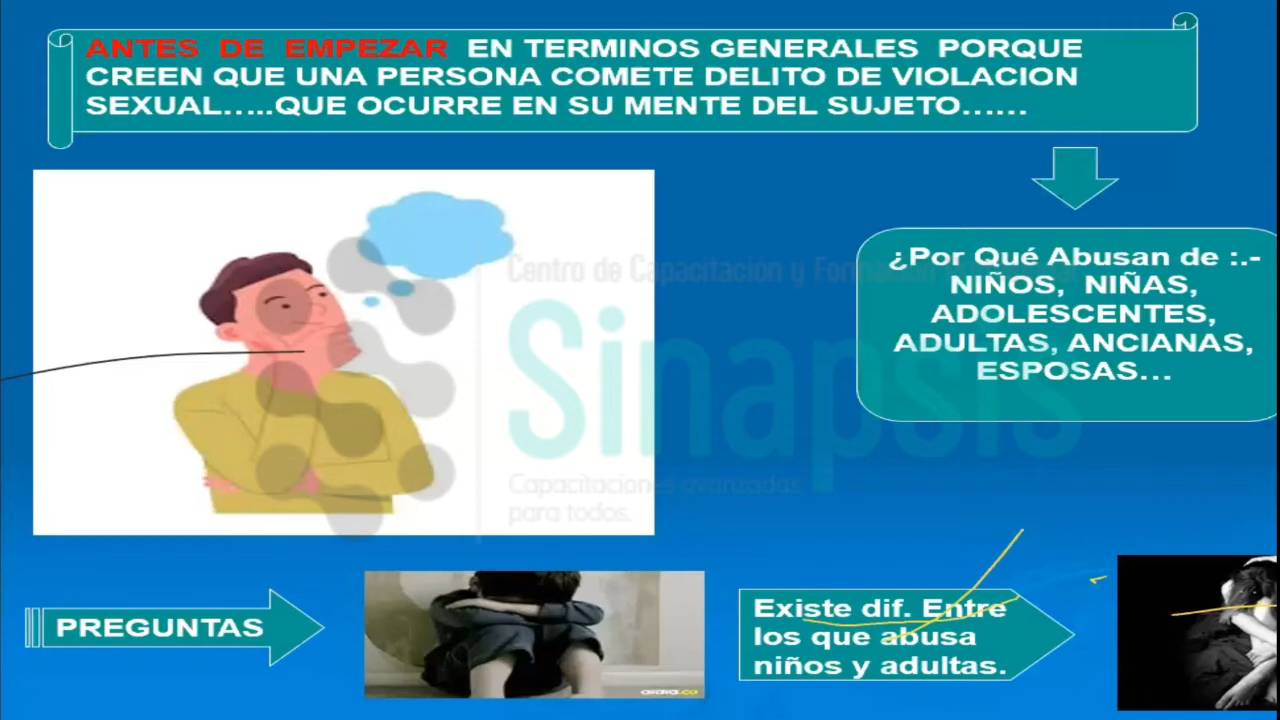 ANTES DE EMPEZAR EN TERMINOS GENERALES PORQUE
CREEN QUE UNA PERSONA COMETE DELITO DE VIOLACION
SEXUAL…..QUE OCURRE EN SU MENTE DEL SUJETO……
¿Por Qué Abusan de :.-
NIÑOS, NIÑAS,
ADOLESCENTES,
ADULTAS, ANCIANAS,
ESPOSAS…
Centro de Capacitación y
Sinapsis
Capacitaciones avanzadas
para todos.
PREGUNTAS
Existe dif. Entre
los que abusa
niños y adultas.